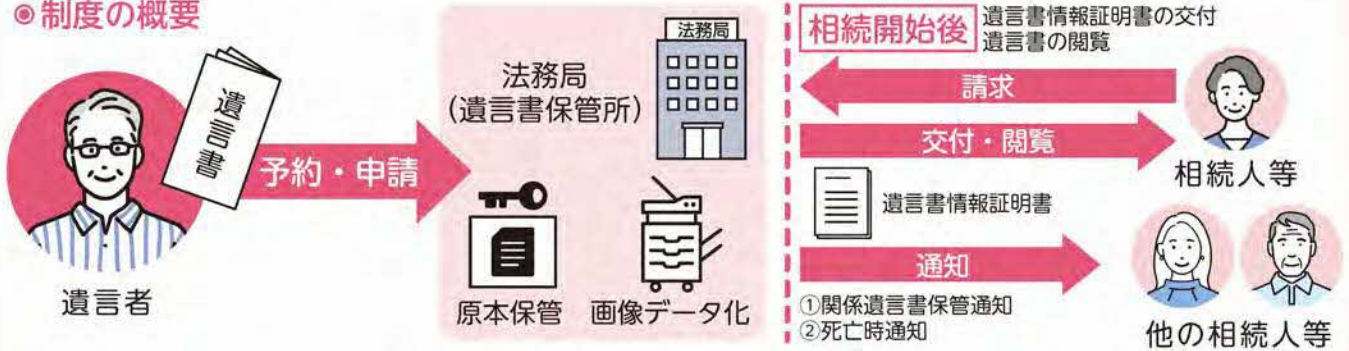 ◉制度の概要
遺言書
予約・申請
遺言者
法務局
法務局
(遺言書保管所)
原本保管
画像データ化
相続開始後
遺言書情報証明書の交付
遺言書の閲覧
請求
交付・閲覧
相続人等
遺言書情報証明書
通知
①関係遺言書保管通知
②死亡時通知
他の相続人等